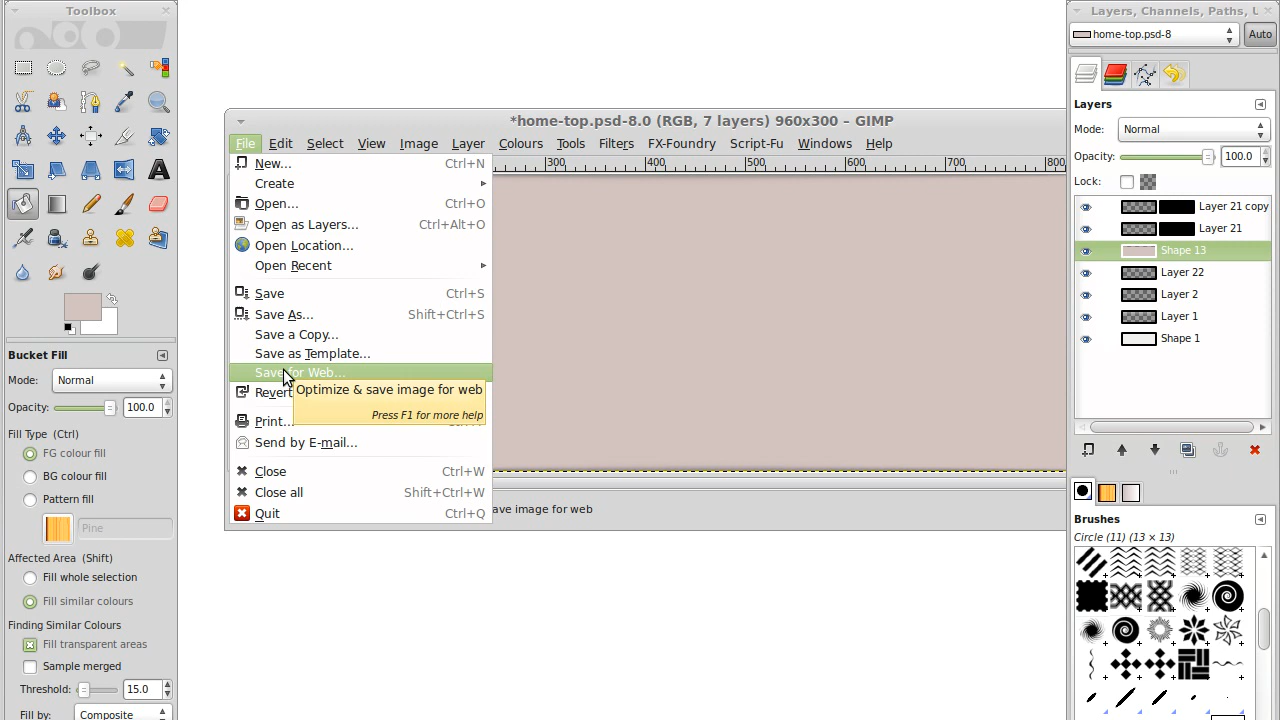 Toolbox
Layers, Channels, Paths, U
home-top.psd-8
Auto
*home-top.psd-8.0 (RGB, 7 layers) 960x300 – GIMP
File Edit Select View Image Layer Colours Tools Filters FX-Foundry Script-Fu Windows Help
300 400 500 600 700 800
New... Ctrl+N
Create
Open... Ctrl+O
Open as Layers... Ctrl+Alt+O
Open Location...
Open Recent
Save Ctrl+S
Save As... Shift+Ctrl+S
Save a Copy...
Save as Template...
Save for Web...
Revert
Optimize & save image for web
Press F1 for more help
Print...
Send by E-mail...
Close Ctrl+W
Close all Shift+Ctrl+W
Quit Ctrl+Q
ave image for web
Bucket Fill
Mode: Normal
Opacity: 100.0
Fill Type (Ctrl)
FG colour fill
BG colour fill
Pattern fill
Pine
Affected Area (Shift)
Fill whole selection
Fill similar colours
Finding Similar Colours
Fill transparent areas
Sample merged
Threshold: 15.0
Fill by: Composite
Layers
Mode: Normal
Opacity: 100.0
Lock:
Layer 21 copy
Layer 21
Shape 13
Layer 22
Layer 2
Layer 1
Shape 1
Brushes
Circle (11) (13 × 13)